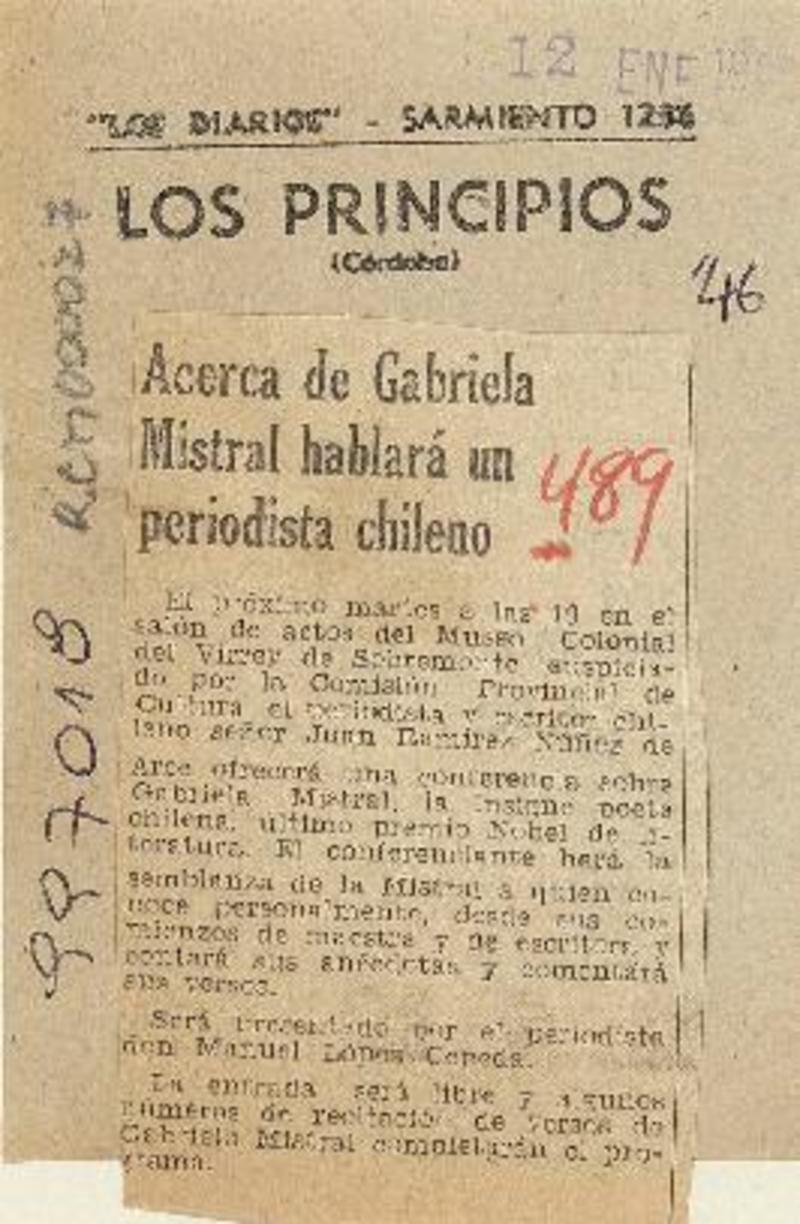 12 ENE
"LOS DIARIOS" - SARMIENTO 1236
LOS PRINCIPIOS
(Córdoba)
46
Acerca de Gabriela
Mistral hablará un
periodista chileno
489
El próximo martes a las 19 en el
salón de actos del Museo Colonial
del Virrey de Sobremonte auspicia-
do por la Comisión Provincial de
Cultura el periodista y escritor chi-
leno señor Juan Ramírez Núñez de
Arce ofrecerá una conferencia sobre
Gabriela Mistral, la insigne poeta
chilena, último premio Nobel de li-
teratura. El conferenciante hará la
semblanza de la Mistral a quien co-
noce personalmente, desde sus co-
mienzos de maestra y de escritora, y
contará sus anécdotas y comentará
sus versos.
Será presentado por el periodista
don Manuel López Cepeda.
La entrada será libre y algunos
números de recitación de versos de
Gabriela Mistral completarán el pro-
grama.
997018